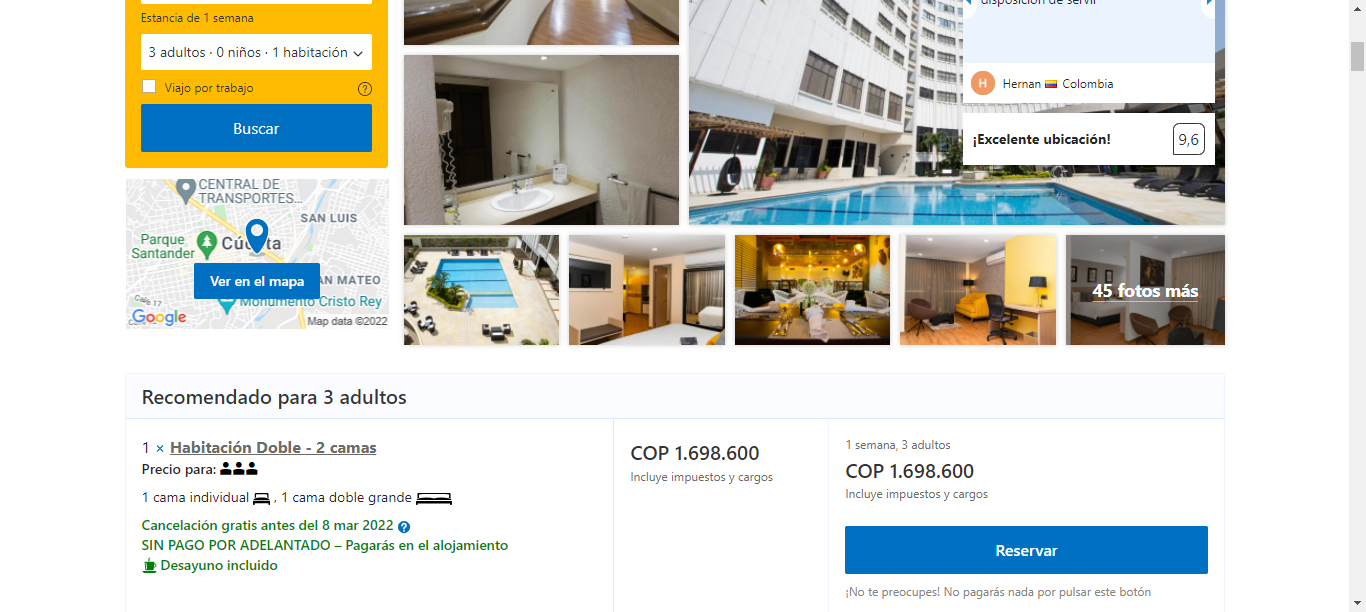 Estancia de 1 semana
3 adultos · 0 niños · 1 habitación
Viajo por trabajo
?
Buscar
CENTRAL DE
TRANSPORTES...
SAN LUIS
Parque
Santander
Cúcuta
Ver en el mapa
AN MATEO
Calle 17
Monumento Cristo Rey
Google
Map data ©2022
disposición de servir
H Hernan Colombia
¡Excelente ubicación! 9,6
45 fotos más
Recomendado para 3 adultos
1 × Habitación Doble - 2 camas
Precio para:
1 cama individual , 1 cama doble grande
Cancelación gratis antes del 8 mar 2022 ?
SIN PAGO POR ADELANTADO – Pagarás en el alojamiento
Desayuno incluido
COP 1.698.600
Incluye impuestos y cargos
1 semana, 3 adultos
COP 1.698.600
Incluye impuestos y cargos
Reservar
¡No te preocupes! No pagarás nada por pulsar este botón